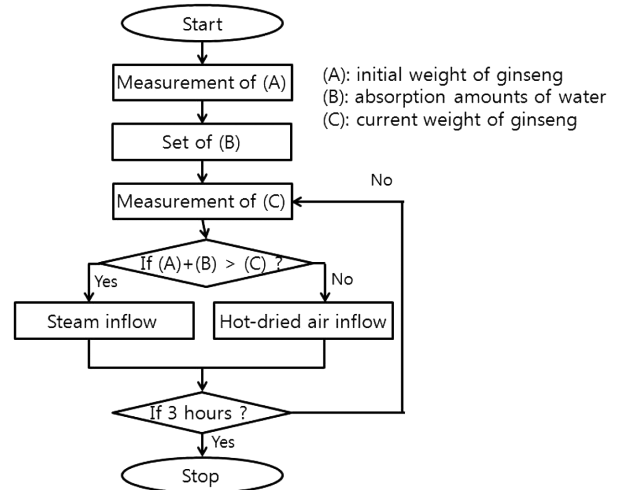 Start
Measurement of (A)
(A): initial weight of ginseng
(B): absorption amounts of water
(C): current weight of ginseng
Set of (B)
No
Measurement of (C)
If (A)+(B) > (C) ?
Yes
No
Steam inflow
Hot-dried air inflow
If 3 hours ?
Yes
Stop